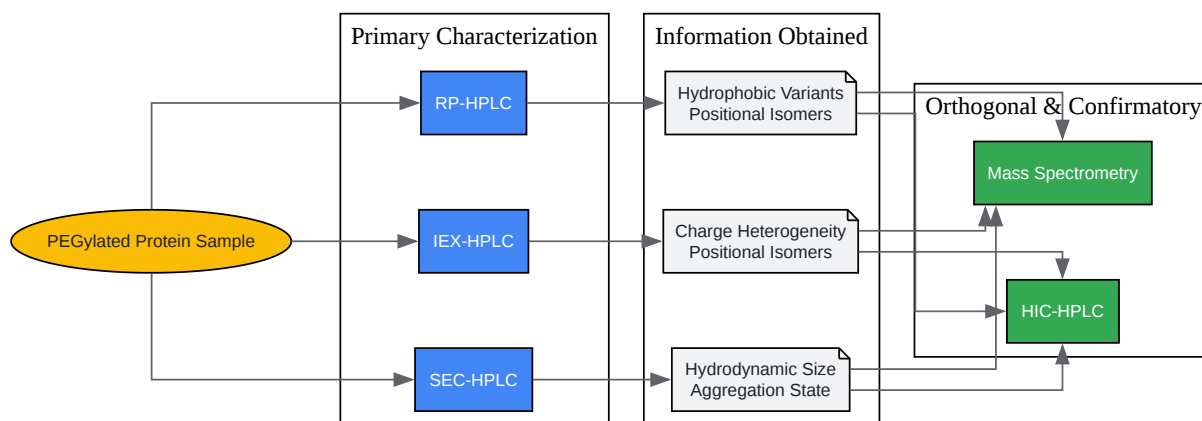 Primary Characterization
Information Obtained
Orthogonal & Confirmatory
PEGylated Protein Sample
RP-HPLC
Hydrophobic Variants
Positional Isomers
IEX-HPLC
Charge Heterogeneity
Positional Isomers
SEC-HPLC
Hydrodynamic Size
Aggregation State
Mass Spectrometry
HIC-HPLC